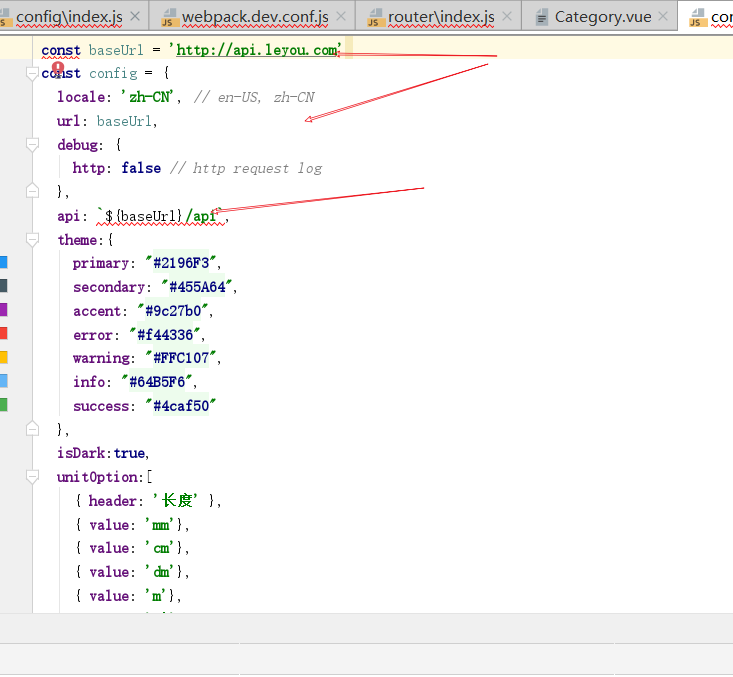 config\index.js × JS webpack.dev.conf.js × JS router\index.js × Category.vue × JS
const baseUrl = 'http://api.leyou.com'
const config = {
locale: 'zh-CN', // en-US, zh-CN
url: baseUrl,
debug: {
http: false // http request log
},
api: `${baseUrl}/api`,
theme:{
primary: "#2196F3",
secondary: "#455A64",
accent: "#9c27b0",
error: "#f44336",
warning: "#FFC107",
info: "#64B5F6",
success: "#4caf50"
},
isDark:true,
unitOption:[
{ header: '长度' },
{ value: 'mm'},
{ value: 'cm'},
{ value: 'dm'},
{ value: 'm'},